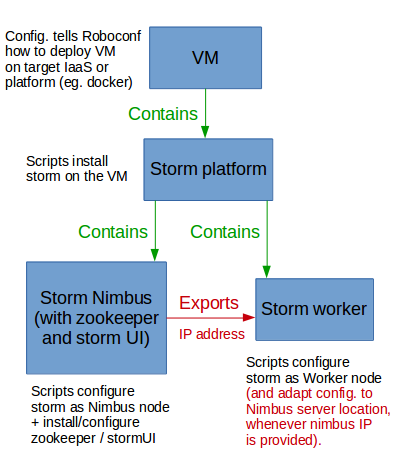 Config. tells Roboconf
how to deploy VM
on target IaaS or
platform (eg. docker)
VM
Contains
Scripts install
storm on the VM
Storm platform
Contains
Contains
Storm Nimbus
(with zookeeper
and storm UI)
Exports
IP address
Storm worker
Scripts configure
storm as Nimbus node
+ install/configure
zookeeper / stormUI
Scripts configure
storm as Worker node
(and adapt config. to
Nimbus server location,
whenever nimbus IP
is provided).